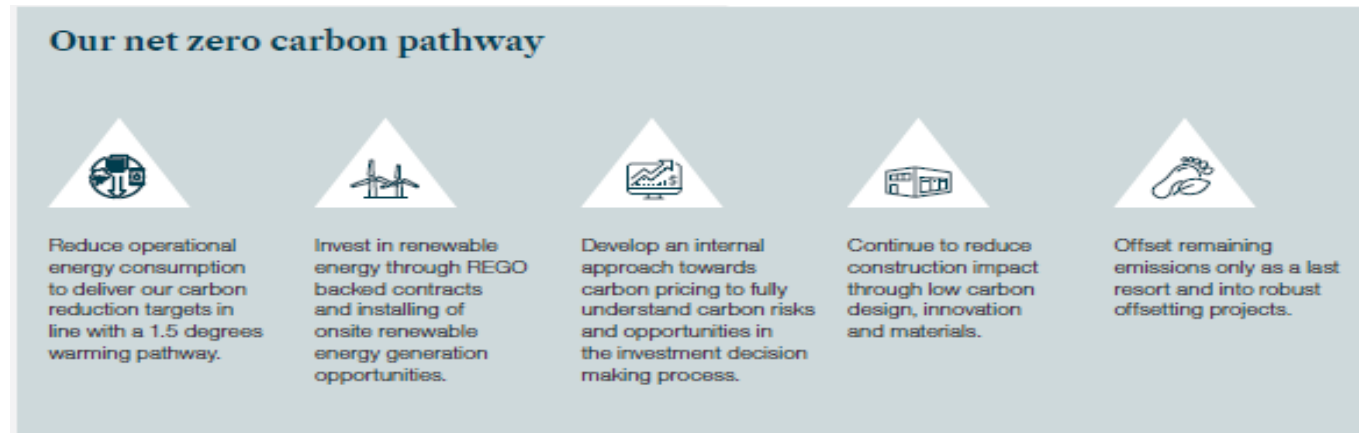 Our net zero carbon pathway
Reduce operational
energy consumption
to deliver our carbon
reduction targets in
line with a 1.5 degrees
warming pathway.
Invest in renewable
energy through REGO
backed contracts
and installing of
onsite renewable
energy generation
opportunities.
Develop an internal
approach towards
carbon pricing to fully
understand carbon risks
and opportunities in
the investment decision
making process.
Continue to reduce
construction impact
through low carbon
design, innovation
and materials.
Offset remaining
emissions only as a last
resort and into robust
offsetting projects.